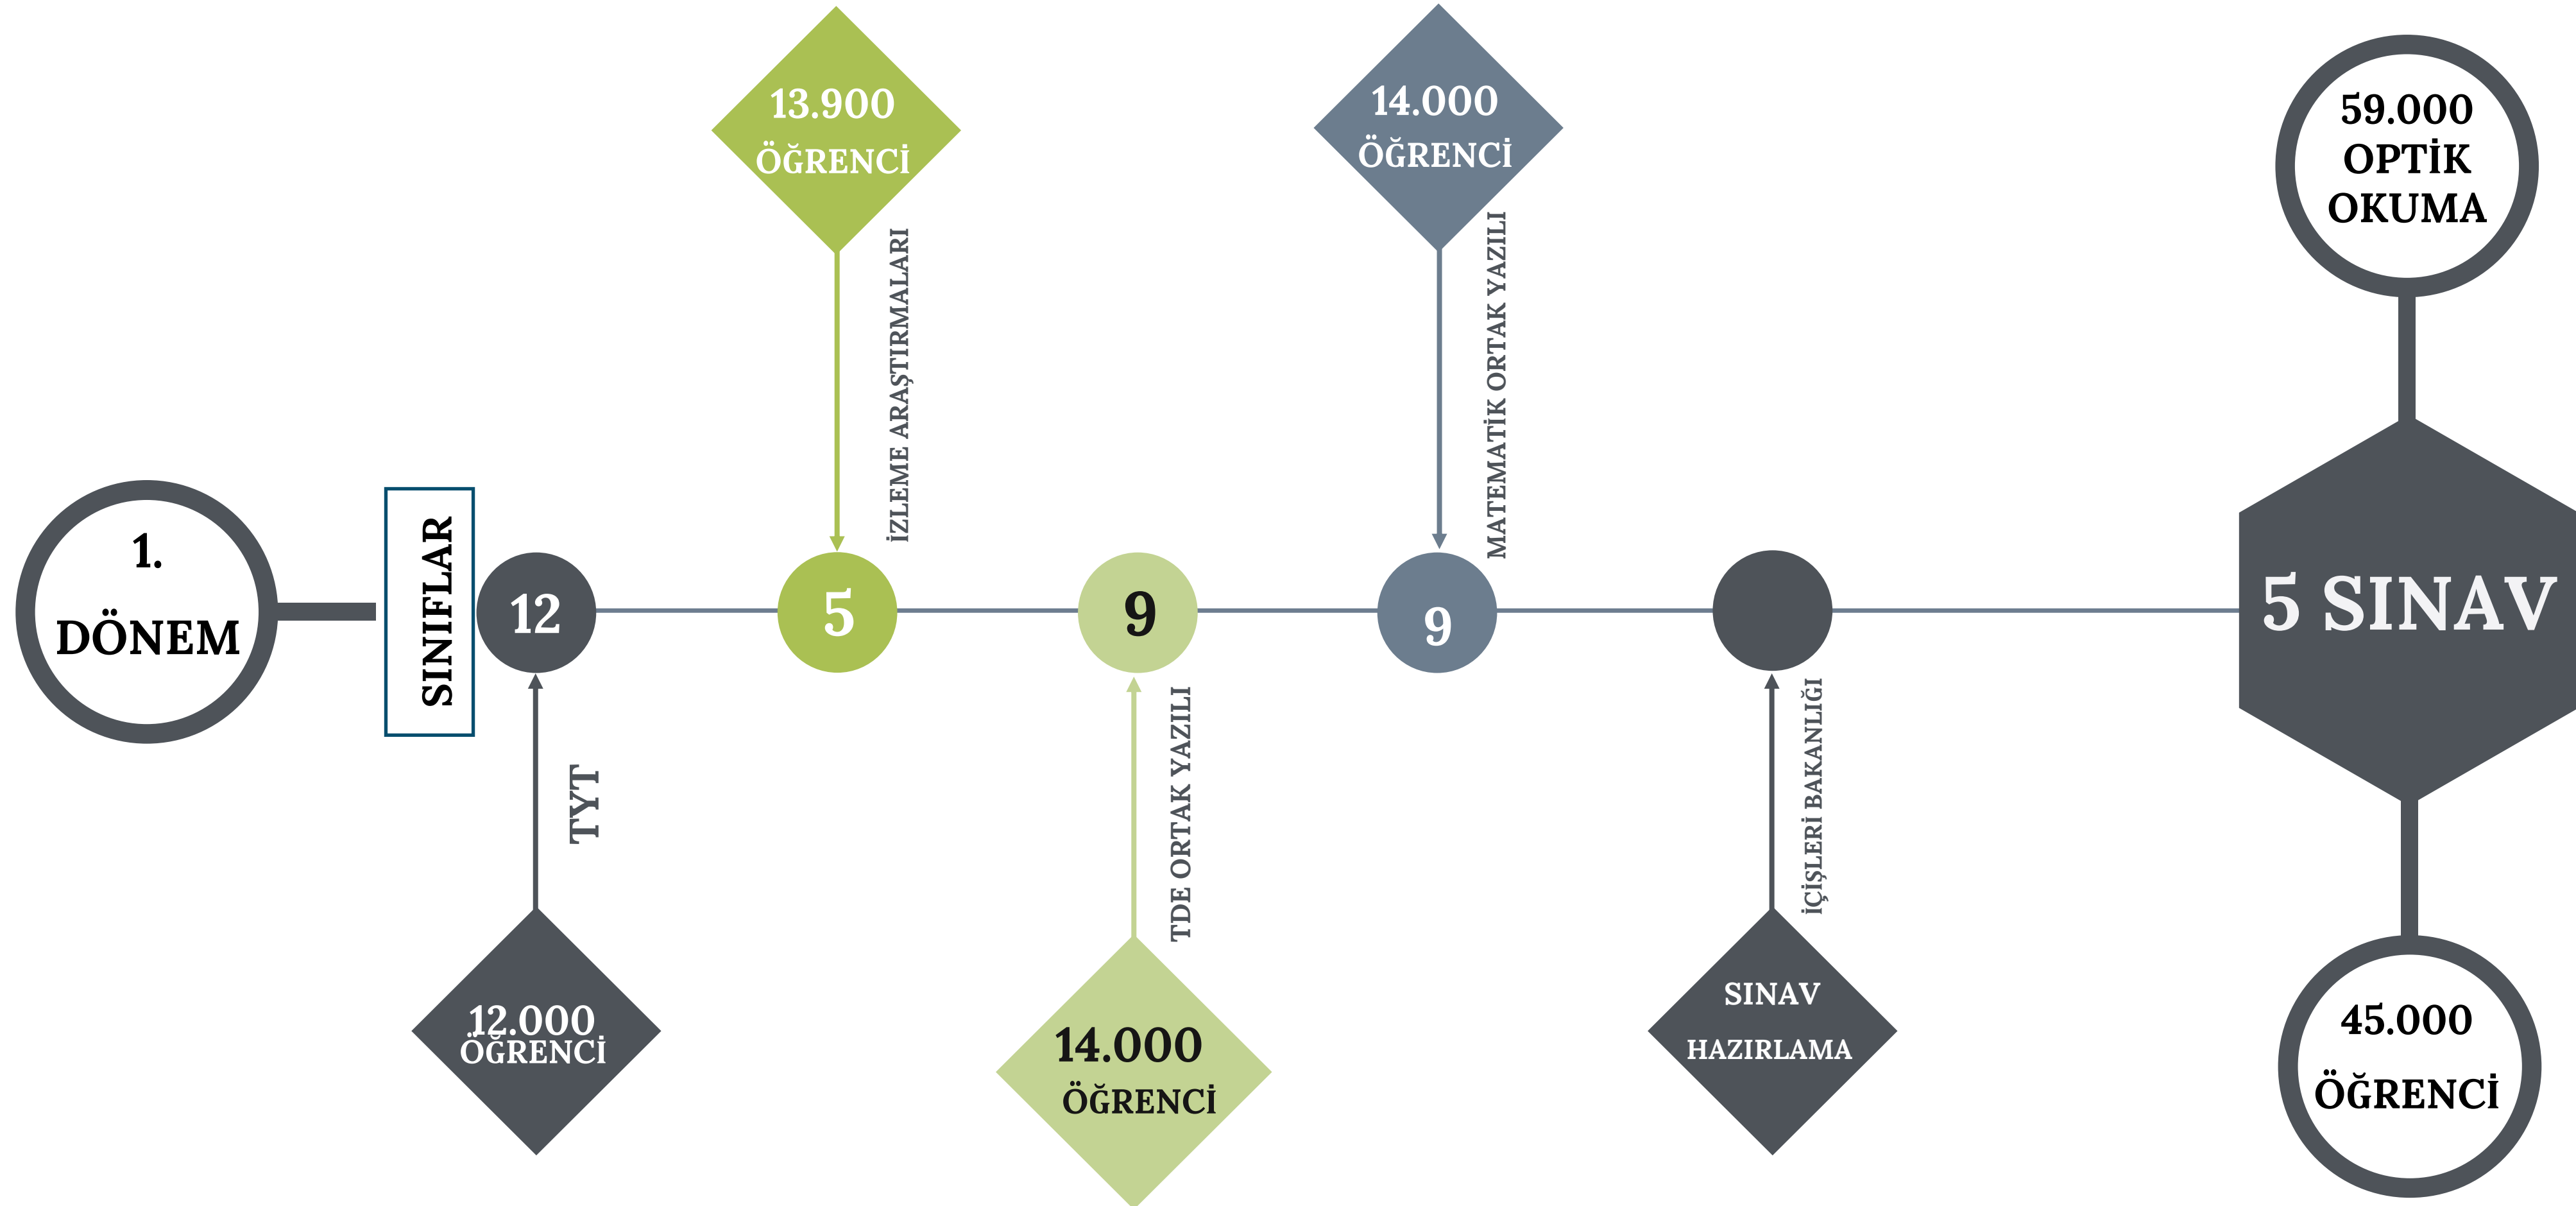 1.
DÖNEM
SINIFLAR
12
TYT
12.000
ÖĞRENCİ
13.900
ÖĞRENCİ
İZLEME ARAŞTIRMALARI
5
9
TDE ORTAK YAZILI
14.000
ÖĞRENCİ
14.000
ÖĞRENCİ
MATEMATİK ORTAK YAZILI
9
İÇİŞLERİ BAKANLIĞI
SINAV
HAZIRLAMA
59.000
OPTİK
OKUMA
5 SINAV
45.000
ÖĞRENCİ